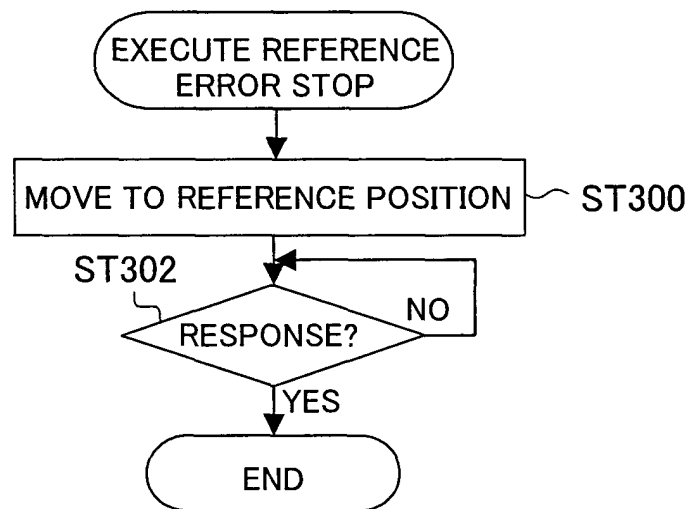 EXECUTE REFERENCE
ERROR STOP
MOVE TO REFERENCE POSITION
ST300
ST302
RESPONSE?
NO
YES
END